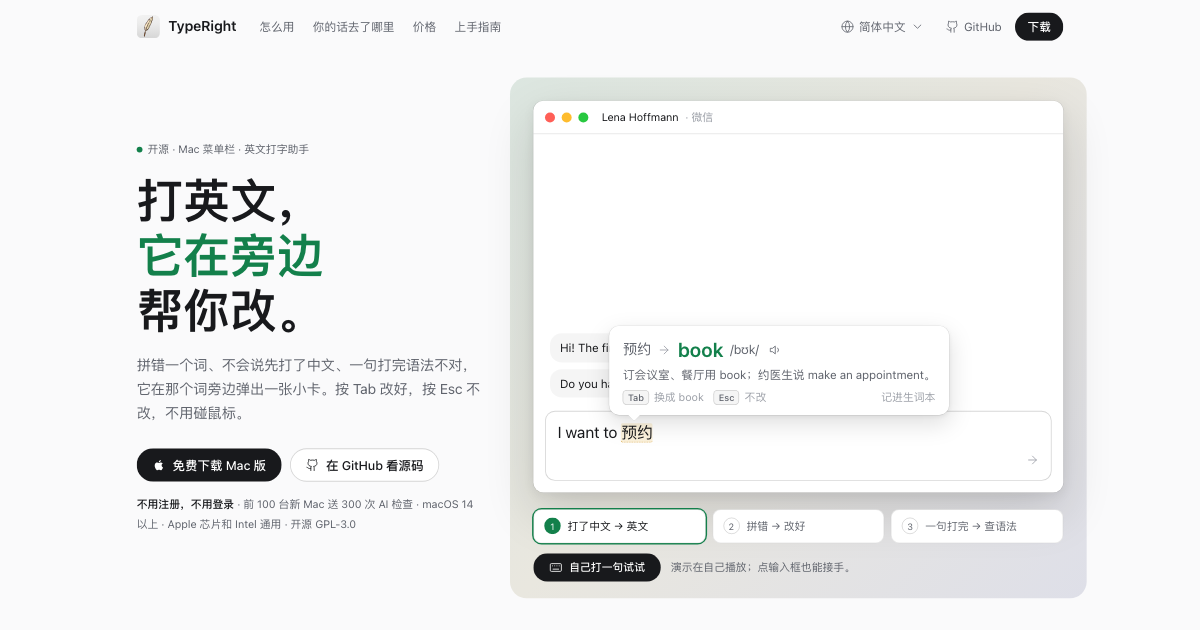 TypeRight
怎么用
你的话去了哪里
价格
上手指南
简体中文
GitHub
下载
开源 · Mac 菜单栏 · 英文打字助手
打英文，
它在旁边
帮你改。
拼错一个词、不会说先打了中文、一句打完语法不对，
它在那个词旁边弹出一张小卡。按 Tab 改好，按 Esc 不
改，不用碰鼠标。
免费下载 Mac 版
在 GitHub 看源码
不用注册，不用登录 · 前 100 台新 Mac 送 300 次 AI 检查 · macOS 14
以上 · Apple 芯片和 Intel 通用 · 开源 GPL-3.0
Lena Hoffmann · 微信
Hi! The fi
Do you ha
预约 → book /bʊk/
订会议室、餐厅用 book；约医生说 make an appointment。
Tab 换成 book Esc 不改 记进生词本
I want to 预约
1 打了中文 → 英文
2 拼错 → 改好
3 一句打完 → 查语法
自己打一句试试
演示在自己播放；点输入框也能接手。